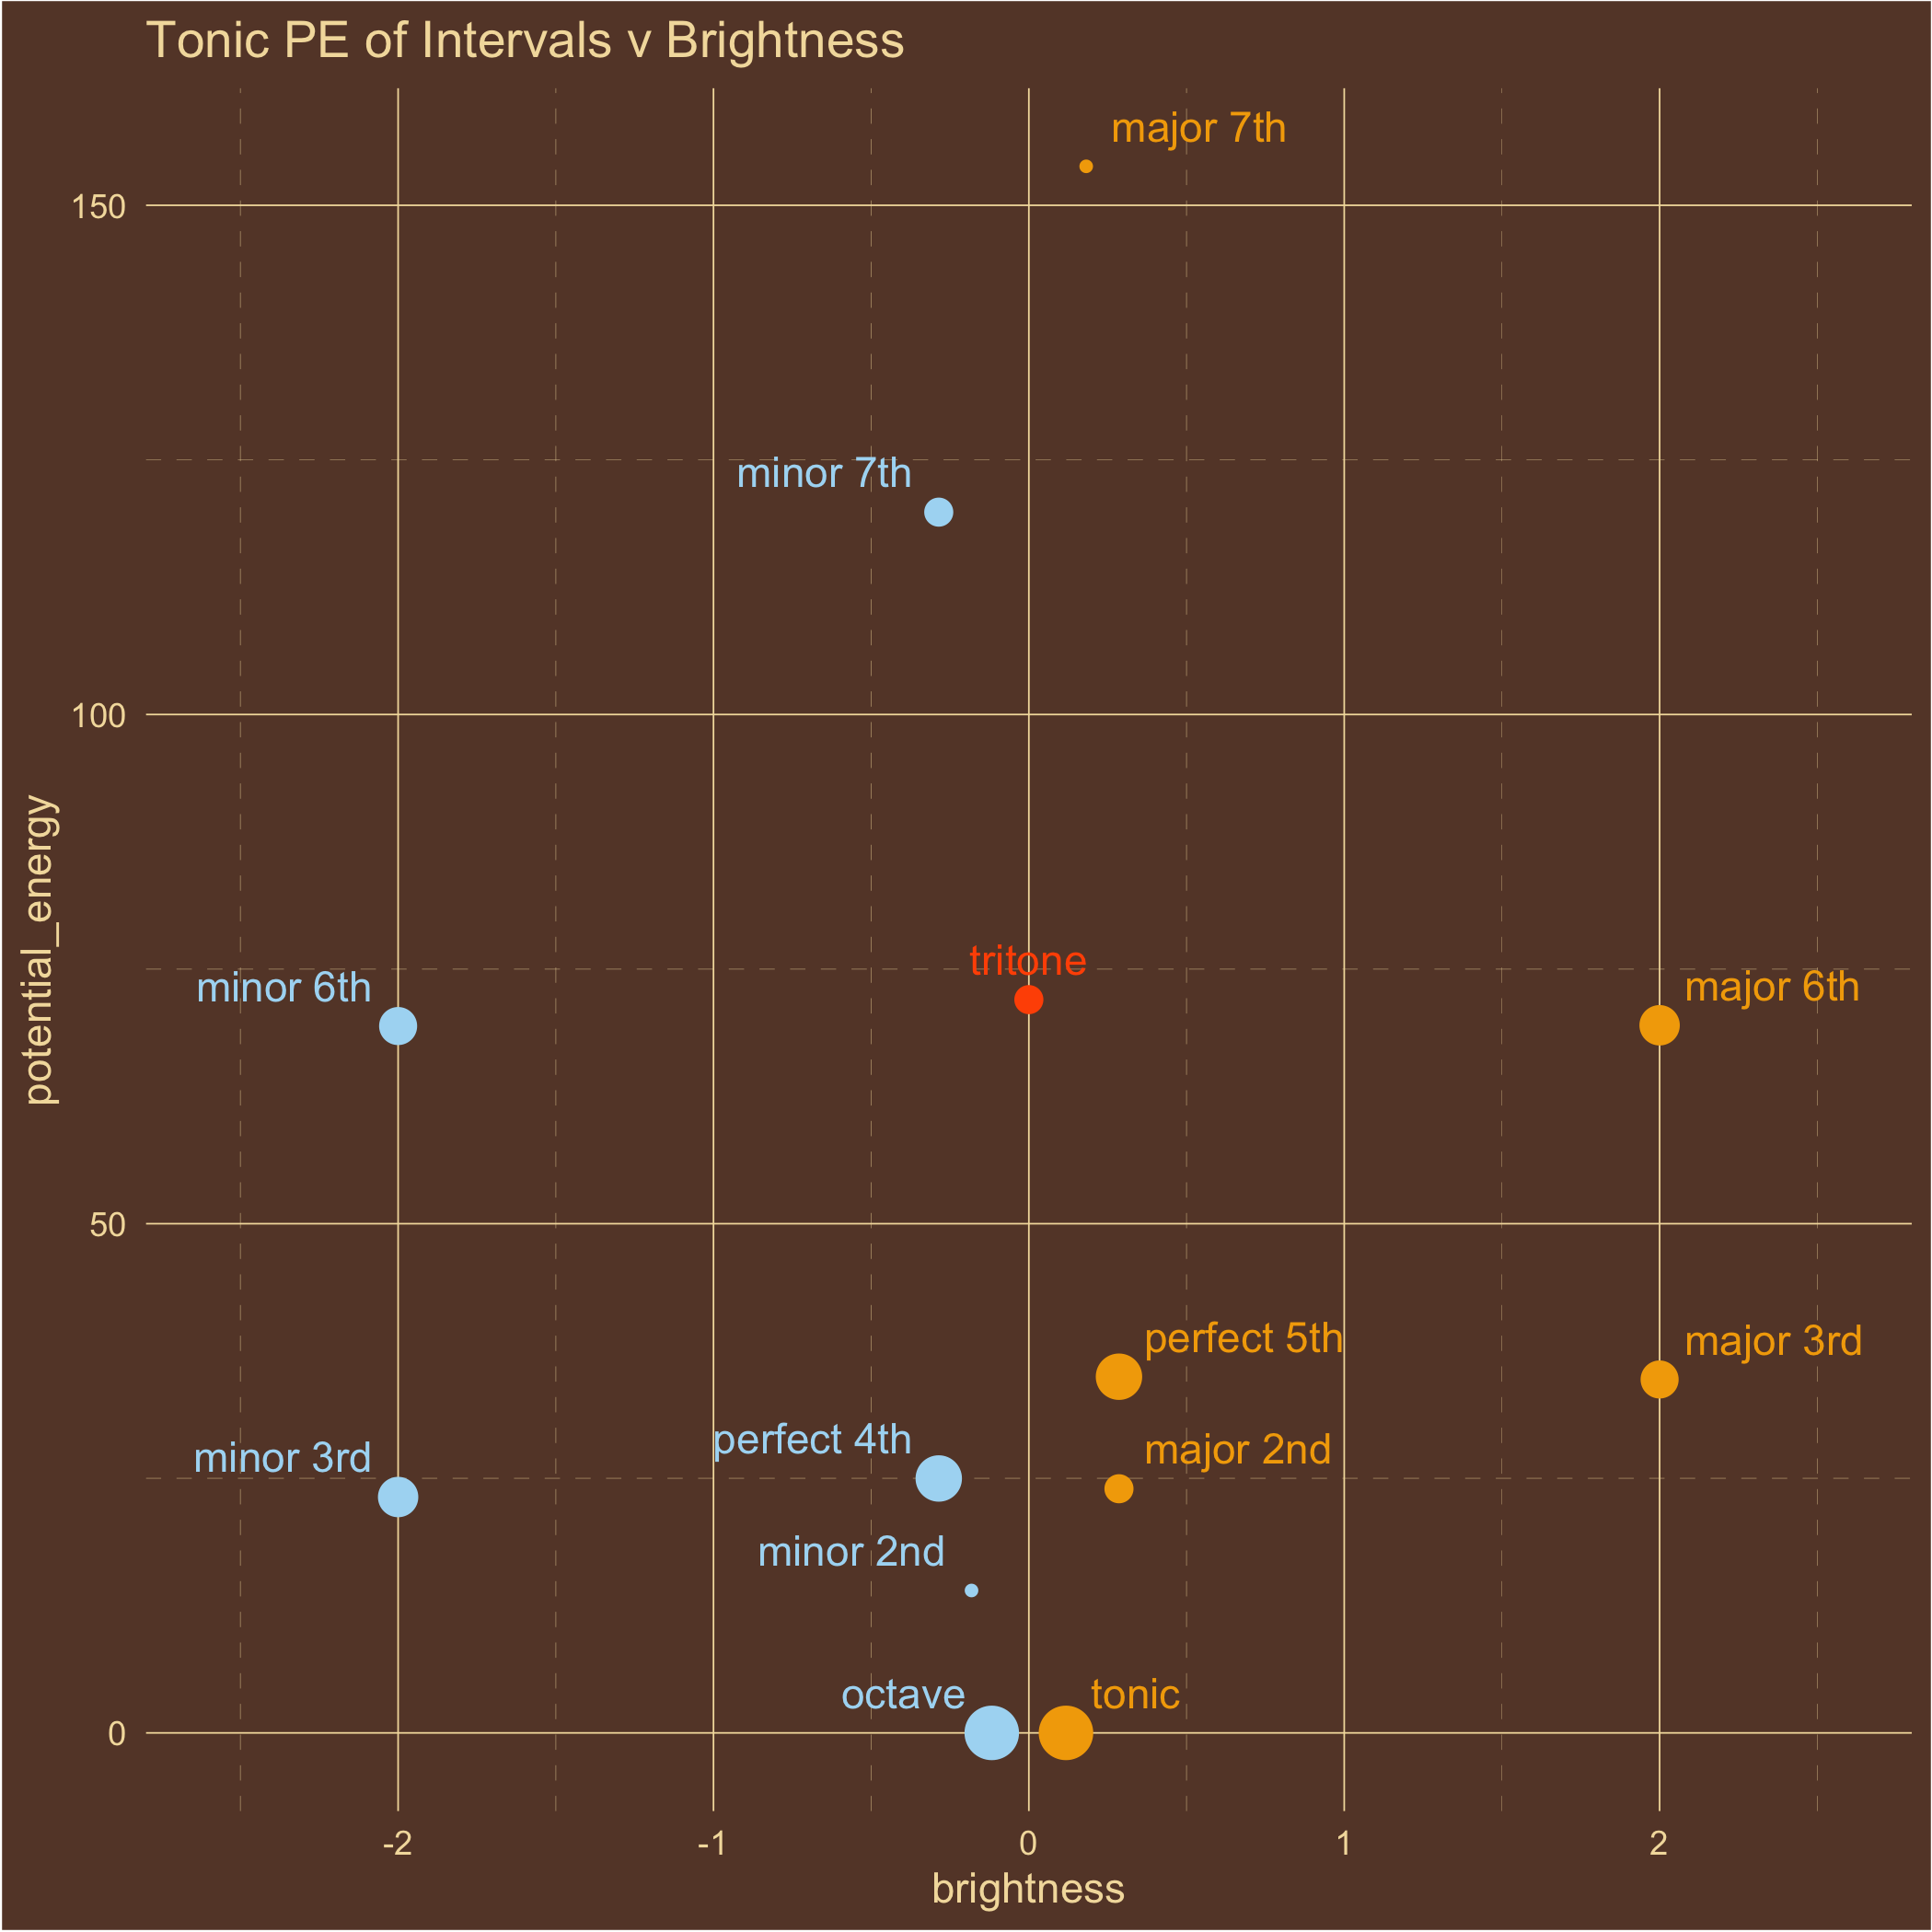 Tonic PE of Intervals v Brightness
major 7th
150
minor 7th
100
tritone
minor 6th
major 6th
potential_energy
50
perfect 5th
major 3rd
perfect 4th
major 2nd
minor 3rd
minor 2nd
octave
tonic
0
-2
-1
0
1
2
brightness